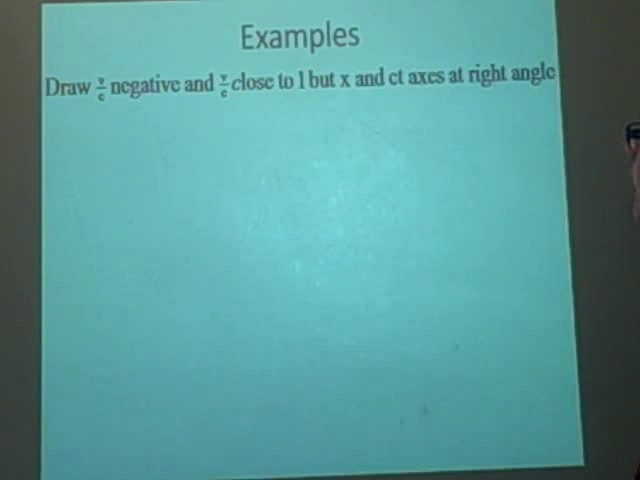 Examples
Draw v/c negative and v/c close to 1 but x and ct axes at right angle